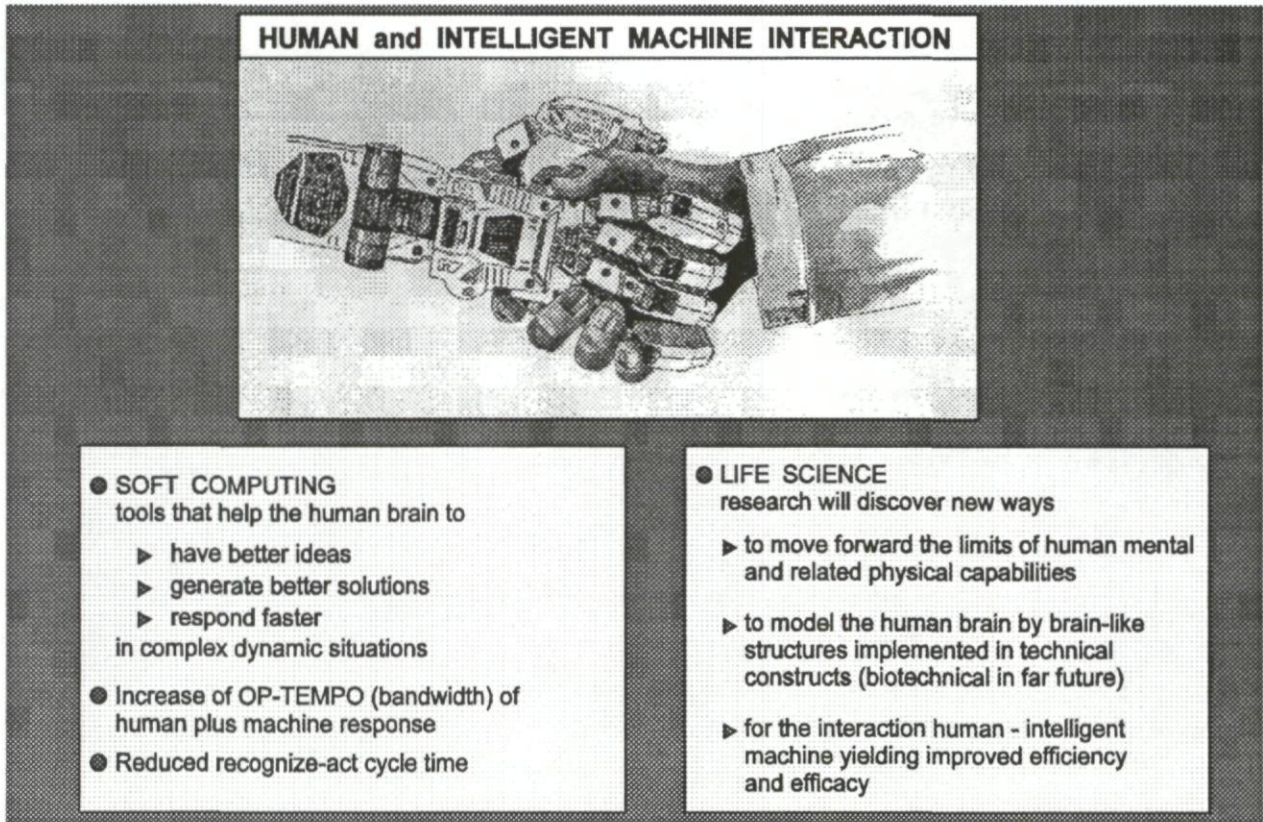 HUMAN and INTELLIGENT MACHINE INTERACTION
● SOFT COMPUTING
tools that help the human brain to
▶ have better ideas
▶ generate better solutions
▶ respond faster
in complex dynamic situations
● Increase of OP-TEMPO (bandwidth) of
human plus machine response
● Reduced recognize-act cycle time
● LIFE SCIENCE
research will discover new ways
▶ to move forward the limits of human mental
and related physical capabilities
▶ to model the human brain by brain-like
structures implemented in technical
constructs (biotechnical in far future)
▶ for the interaction human - intelligent
machine yielding improved efficiency
and efficacy